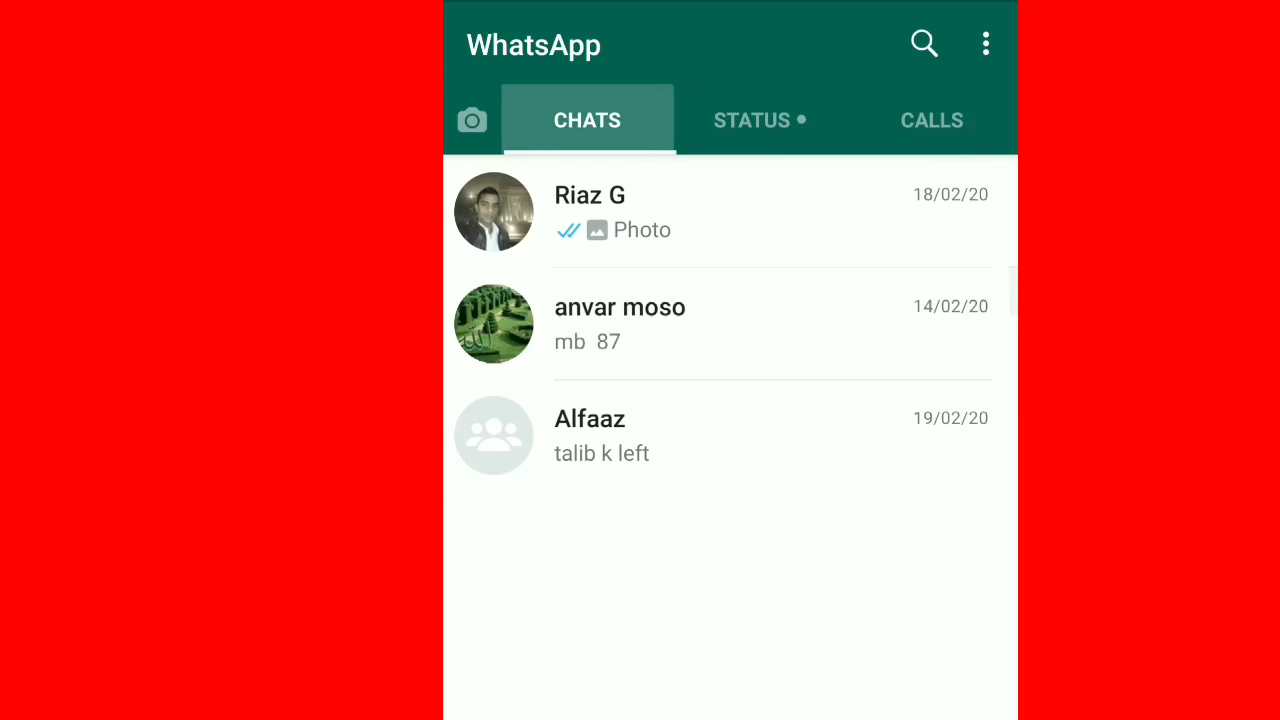 WhatsApp
CHATS STATUS CALLS
Riaz G 18/02/20
Photo
anvar moso 14/02/20
mb 87
Alfaaz 19/02/20
talib k left